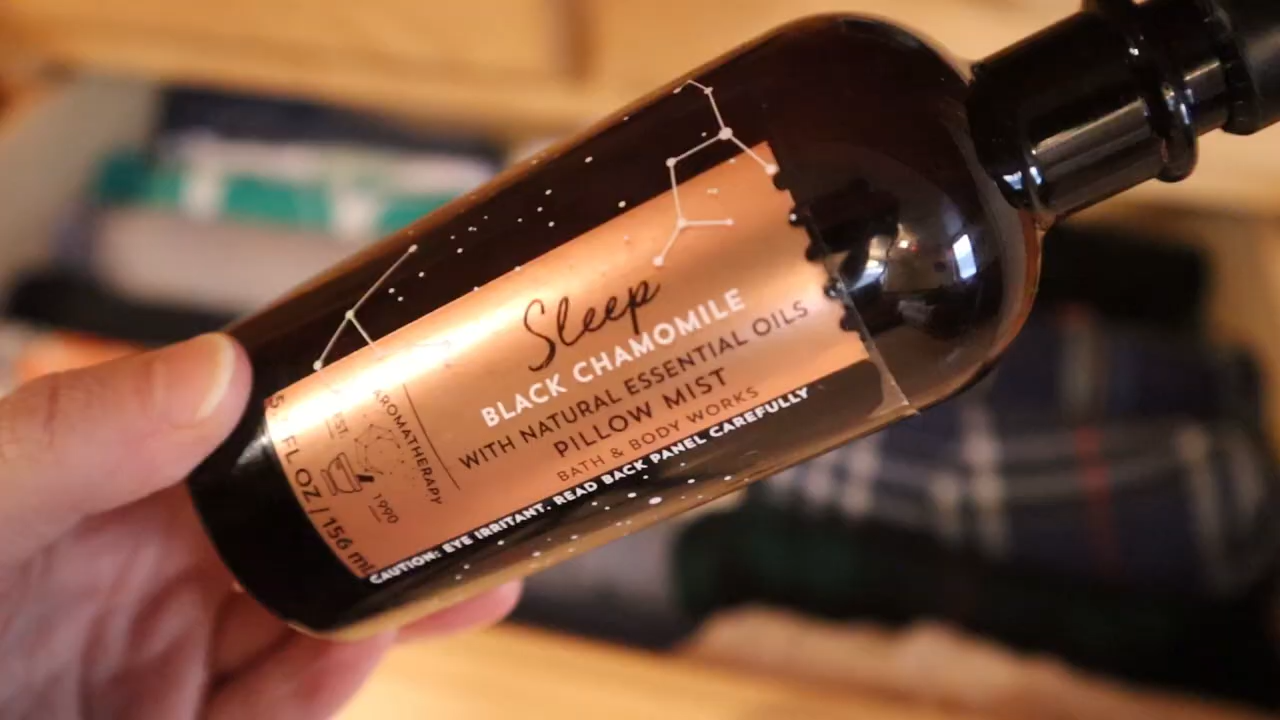 Sleep
BLACK CHAMOMILE
WITH NATURAL ESSENTIAL OILS
PILLOW MIST
BATH & BODY WORKS
CAUTION: EYE IRRITANT. READ BACK PANEL CAREFULLY
AROMATHERAPY
EST.
1990
FL OZ / 156 mL